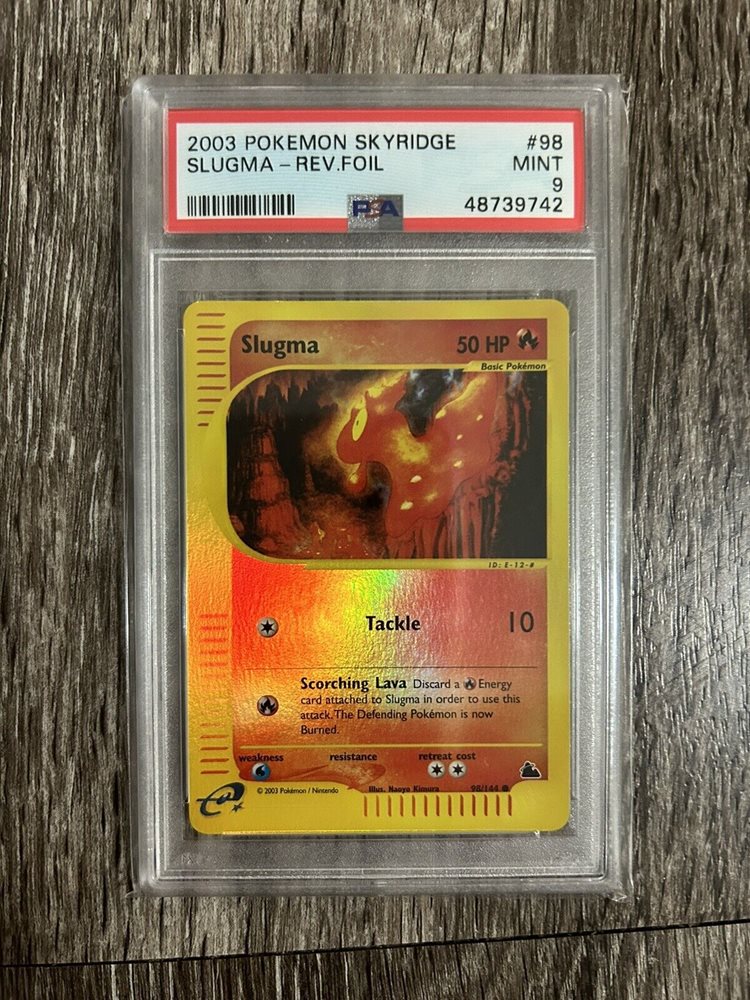 2003 POKEMON SKYRIDGE #98
SLUGMA – REV.FOIL MINT
9
PSA 48739742
Slugma 50 HP
Basic Pokémon
ID: E-12-#
Tackle 10
Scorching Lava Discard a Energy
card attached to Slugma in order to use this
attack. The Defending Pokémon is now
Burned.
weakness resistance retreat cost
e
© 2003 Pokémon / Nintendo Illus. Naoyo Kimura 98/144